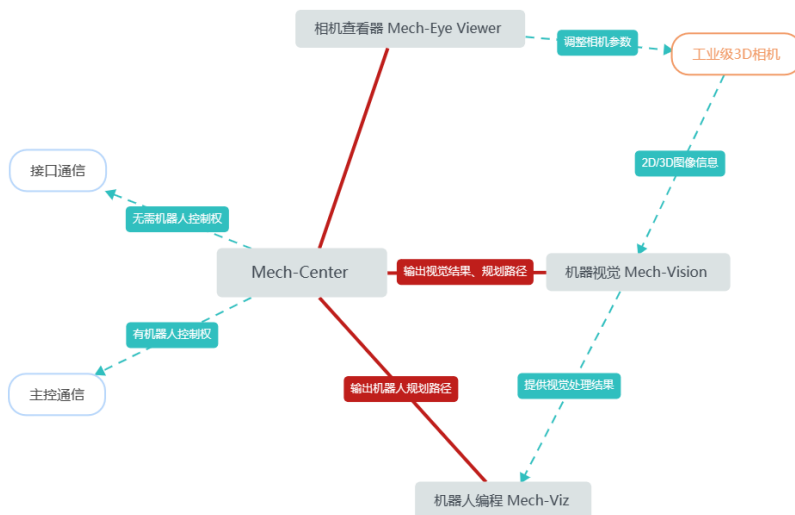 相机查看器 Mech-Eye Viewer
调整相机参数
工业级3D相机
接口通信
2D/3D图像信息
无需机器人控制权
Mech-Center
输出视觉结果、规划路径
机器视觉 Mech-Vision
有机器人控制权
主控通信
输出机器人规划路径
提供视觉处理结果
机器人编程 Mech-Viz